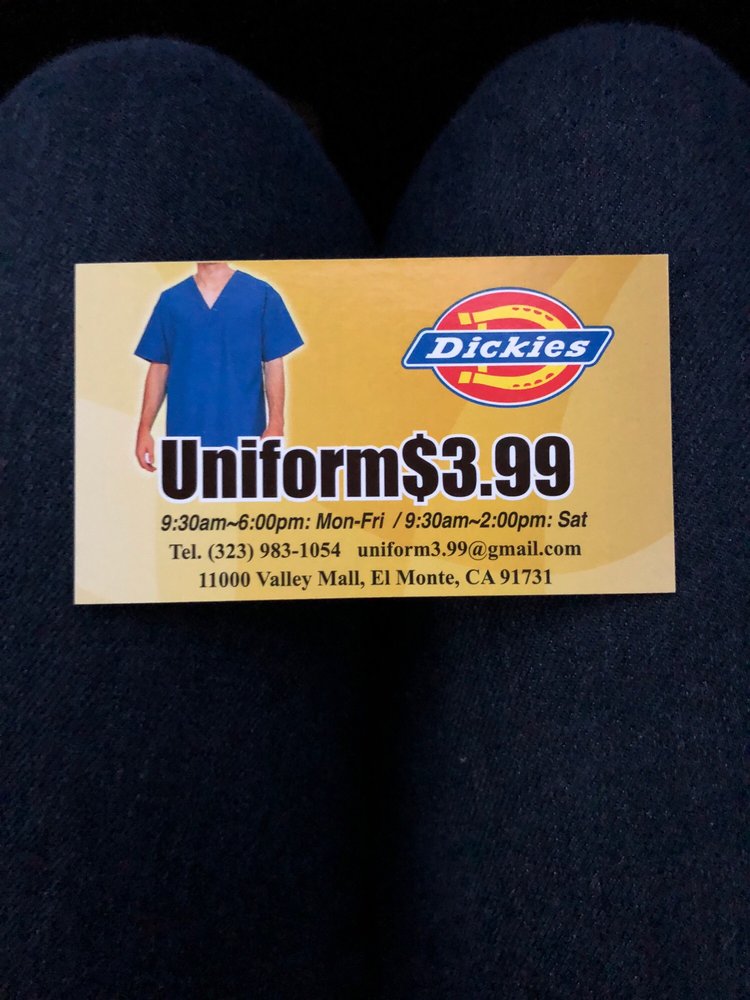 Dickies
Uniform$3.99
9:30am~6:00pm: Mon-Fri / 9:30am~2:00pm: Sat
Tel. (323) 983-1054 uniform3.99@gmail.com
11000 Valley Mall, El Monte, CA 91731